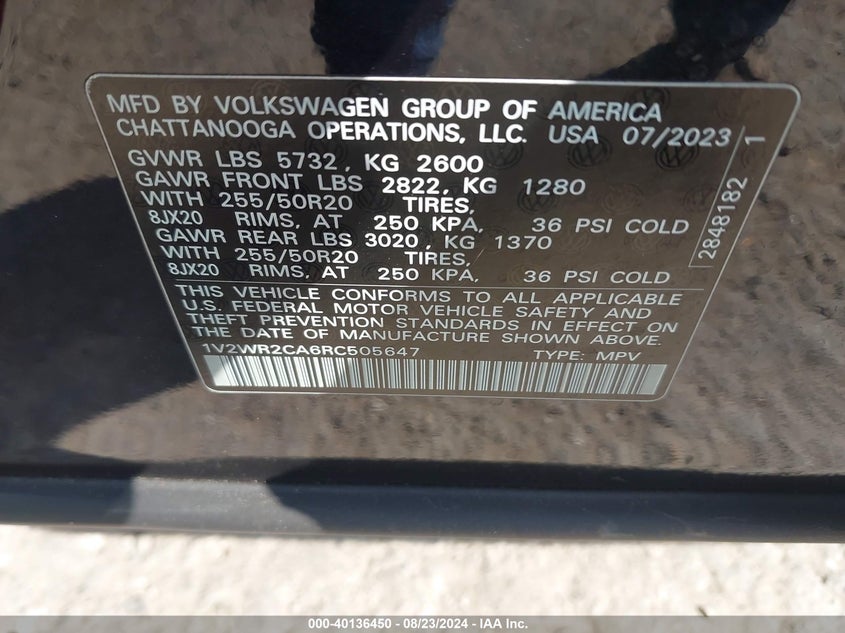 MFD BY VOLKSWAGEN GROUP OF AMERICA
CHATTANOOGA OPERATIONS, LLC. USA 07/2023
GVWR LBS 5732, KG 2600
GAWR FRONT LBS 2822, KG 1280
WITH 255/50R20 TIRES,
8JX20 RIMS, AT 250 KPA, 36 PSI COLD
GAWR REAR LBS 3020, KG 1370
WITH 255/50R20 TIRES,
8JX20 RIMS, AT 250 KPA, 36 PSI COLD
THIS VEHICLE CONFORMS TO ALL APPLICABLE
U.S. FEDERAL MOTOR VEHICLE SAFETY AND
THEFT PREVENTION STANDARDS IN EFFECT ON
THE DATE OF MANUFACTURE SHOWN ABOVE.
1V2WR2CA6RC505647 TYPE: MPV
2848182 1
000-40136450 - 08/23/2024 - IAA Inc.